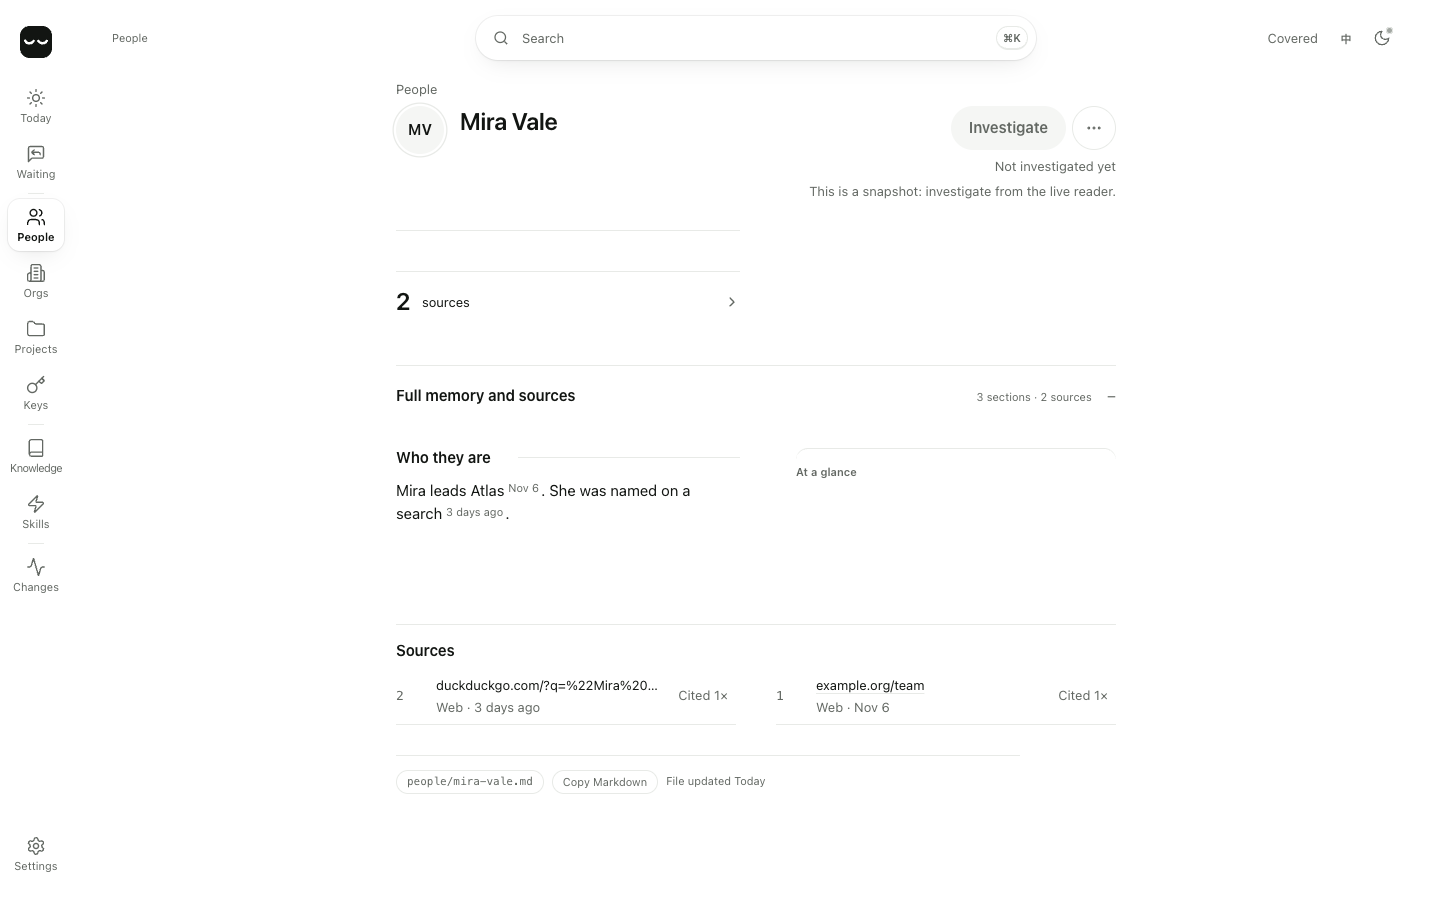 People
Search
⌘K
Covered
中
Today
Waiting
People
Orgs
Projects
Keys
Knowledge
Skills
Changes
Settings
People
MV
Mira Vale
Investigate
Not investigated yet
This is a snapshot: investigate from the live reader.
2 sources
Full memory and sources
3 sections · 2 sources
Who they are
Mira leads Atlas Nov 6. She was named on a
search 3 days ago.
At a glance
Sources
2
duckduckgo.com/?q=%22Mira%20...
Web · 3 days ago
Cited 1×
1
example.org/team
Web · Nov 6
Cited 1×
people/mira-vale.md
Copy Markdown
File updated Today